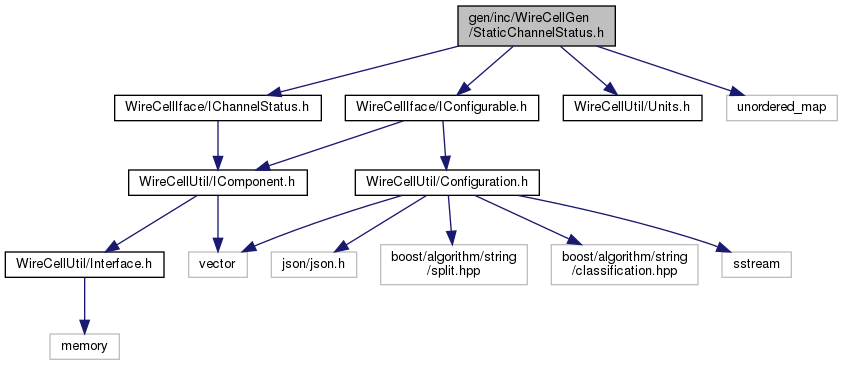 gen/inc/WireCellGen
/StaticChannelStatus.h
WireCellIface/IChannelStatus.h
WireCellIface/IConfigurable.h
WireCellUtil/Units.h
unordered_map
WireCellUtil/IComponent.h
WireCellUtil/Configuration.h
WireCellUtil/Interface.h
vector
json/json.h
boost/algorithm/string
/split.hpp
boost/algorithm/string
/classification.hpp
sstream
memory